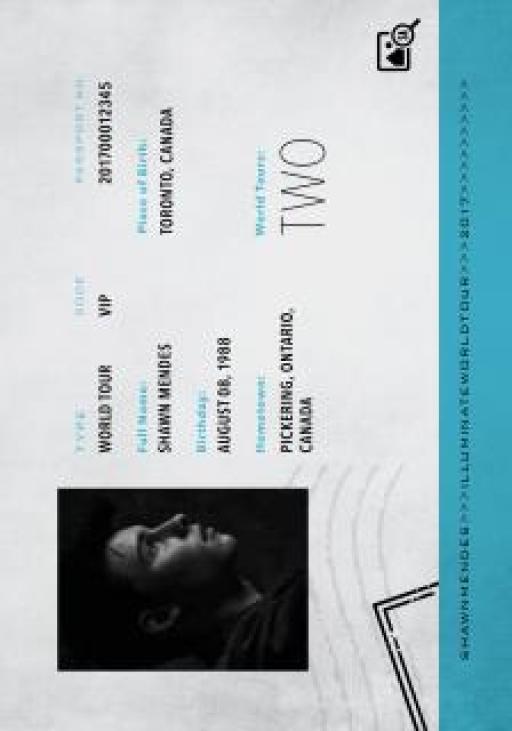 TYPE CODE PASSPORT NO
WORLD TOUR VIP 201700012345
Full Name: Place of Birth:
SHAWN MENDES TORONTO, CANADA
Birthday:
AUGUST 08, 1988
Hometown: World Tours:
PICKERING, ONTARIO, TWO
CANADA
SHAWNMENDES>>ILLUMINATEWORLDTOUR>>2017>>>>>>>>>>>